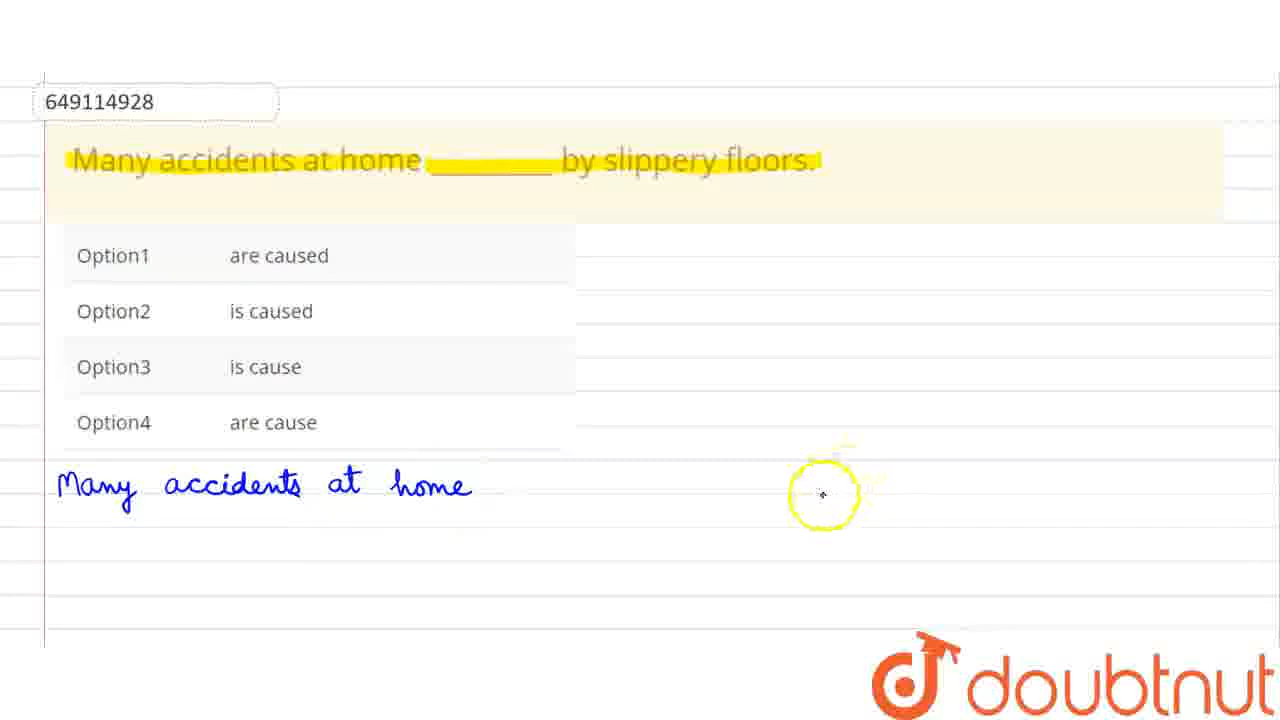 649114928
Many accidents at home __________ by slippery floors.
Option1 are caused
Option2 is caused
Option3 is cause
Option4 are cause
Many accidents at home
doubtnut